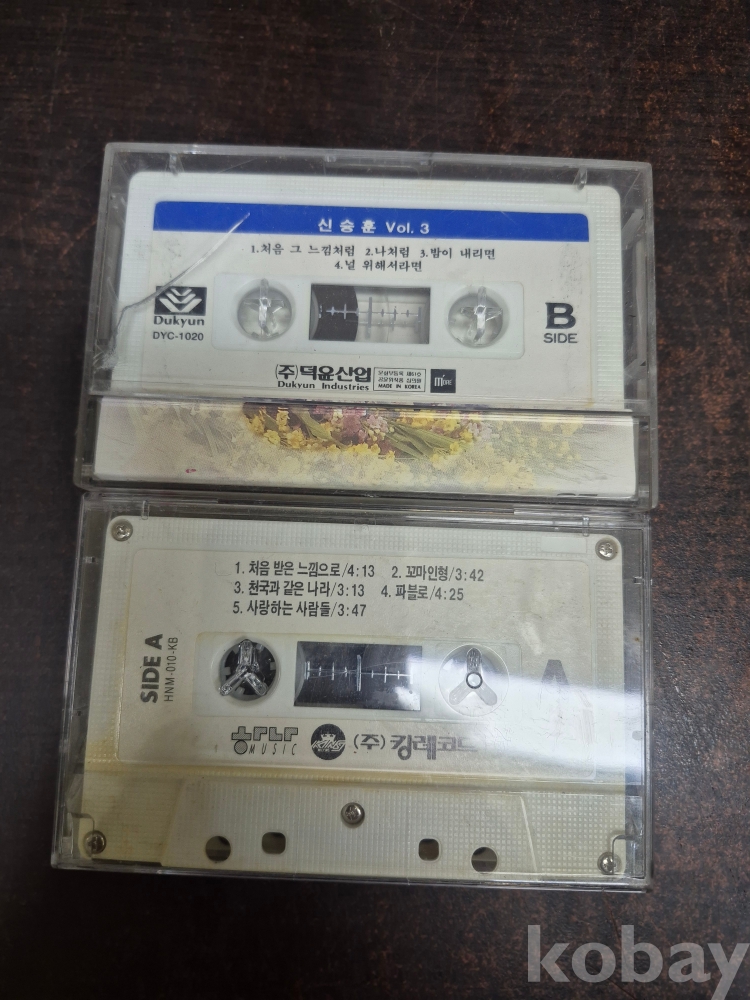 신승훈 Vol. 3
1.처음 그 느낌처럼 2.나처럼 3.밤이 내리면
4.널 위해서라면
Dukyun
DYC-1020
B
SIDE
(주)덕윤산업
Dukyun Industries
MADE IN KOREA
1. 처음 받은 느낌으로/4:13 2. 꼬마인형/3:42
3. 천국과 같은 나라/3:13 4. 파블로/4:25
5. 사랑하는 사람들/3:47
SIDE A
HNM-010-KB
A
MUSIC
(주) 킹레코드
kobay